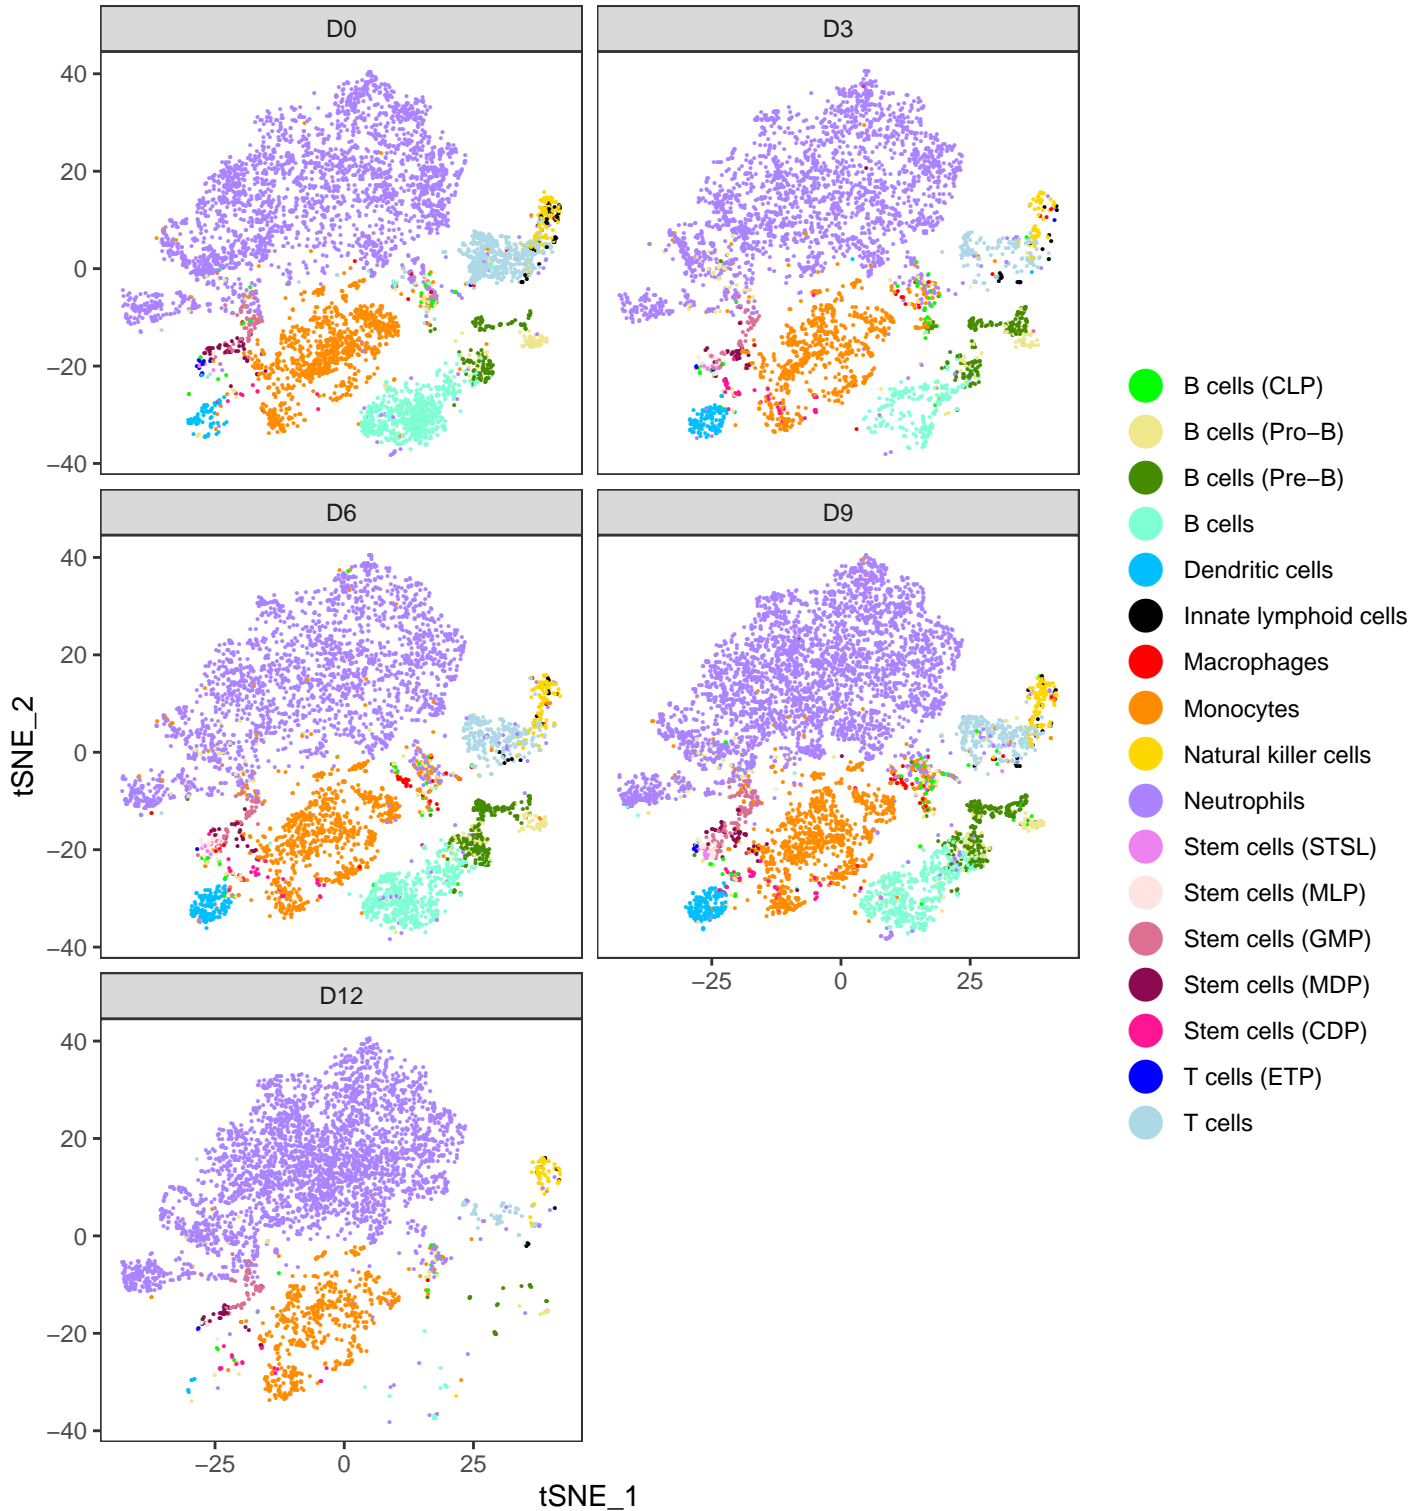 D0
D3
40
20
0
−20
−40
D6
D9
40
20
0
−20
−40
−25
0
25
D12
40
20
0
−20
−40
−25
0
25
tSNE_2
tSNE_1
B cells (CLP)
B cells (Pro−B)
B cells (Pre−B)
B cells
Dendritic cells
Innate lymphoid cells
Macrophages
Monocytes
Natural killer cells
Neutrophils
Stem cells (STSL)
Stem cells (MLP)
Stem cells (GMP)
Stem cells (MDP)
Stem cells (CDP)
T cells (ETP)
T cells